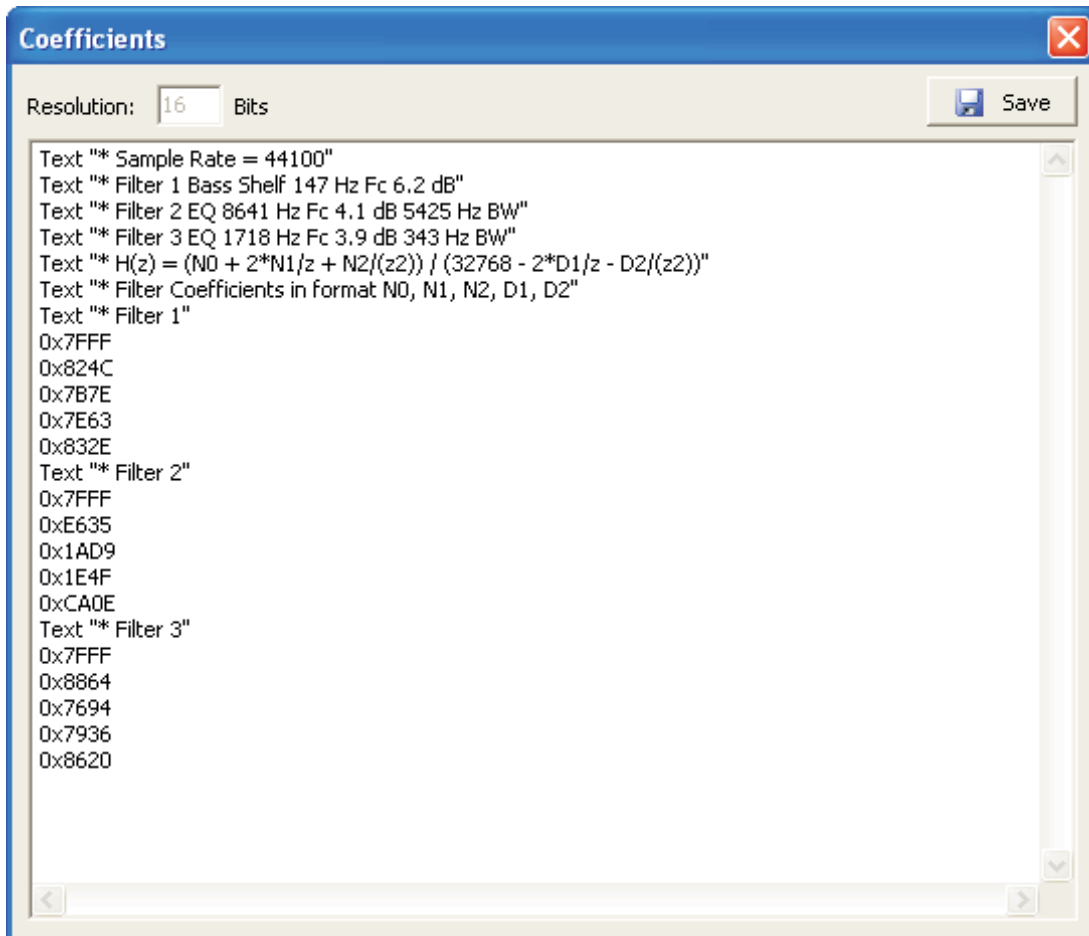 Coefficients
Resolution: 16 Bits Save
Text "* Sample Rate = 44100"
Text "* Filter 1 Bass Shelf 147 Hz Fc 6.2 dB"
Text "* Filter 2 EQ 8641 Hz Fc 4.1 dB 5425 Hz BW"
Text "* Filter 3 EQ 1718 Hz Fc 3.9 dB 343 Hz BW"
Text "* H(z) = (N0 + 2*N1/z + N2/(z2)) / (32768 - 2*D1/z - D2/(z2))"
Text "* Filter Coefficients in format N0, N1, N2, D1, D2"
Text "* Filter 1"
0x7FFF
0x824C
0x7B7E
0x7E63
0x832E
Text "* Filter 2"
0x7FFF
0xE635
0x1AD9
0x1E4F
0xCA0E
Text "* Filter 3"
0x7FFF
0x8864
0x7694
0x7936
0x8620